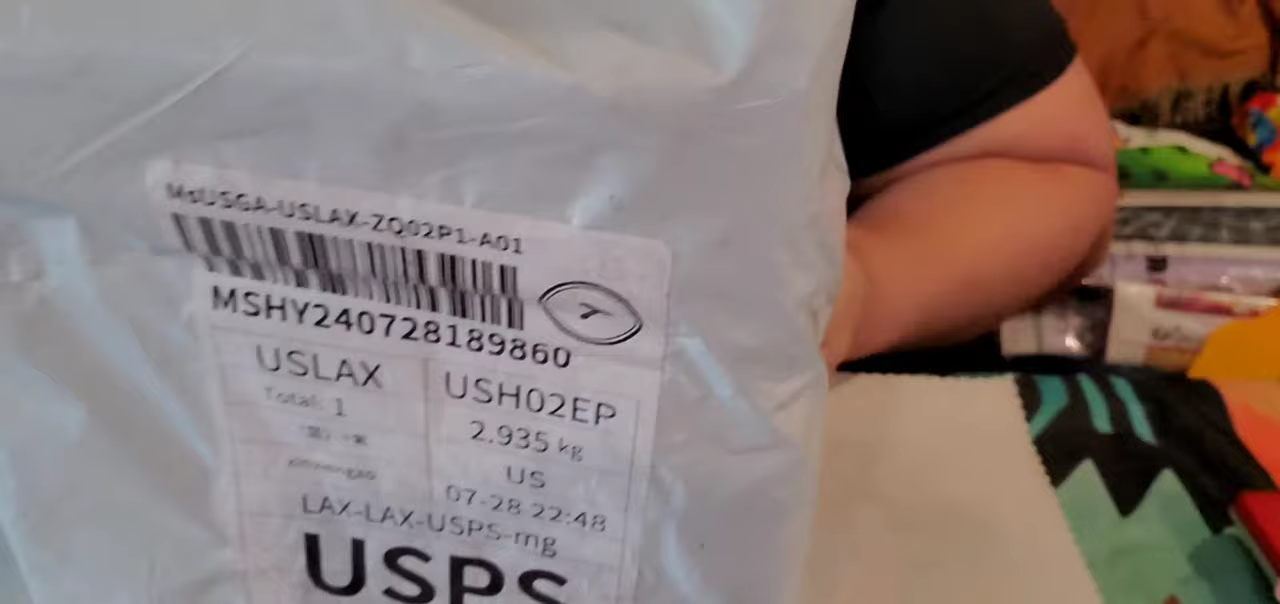 MsUSGA-USLAX-ZQ02P1-A01
MSHY240728189860
USLAX
Total: 1
USH02EP
2.935 kg
US
07-28 22:48
LAX-LAX-USPS-mg
USPS